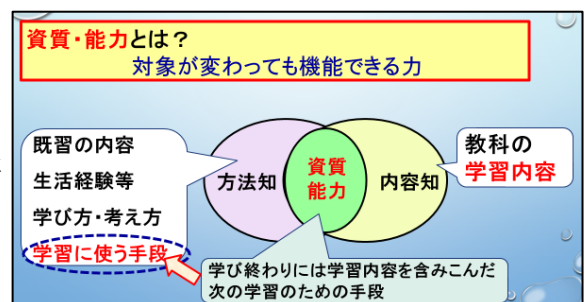 資質・能力とは？
対象が変わっても機能できる力
既習の内容
生活経験等
学び方・考え方
学習に使う手段
方法知
資質
能力
内容知
教科の
学習内容
学び終わりには学習内容を含みこんだ
次の学習のための手段